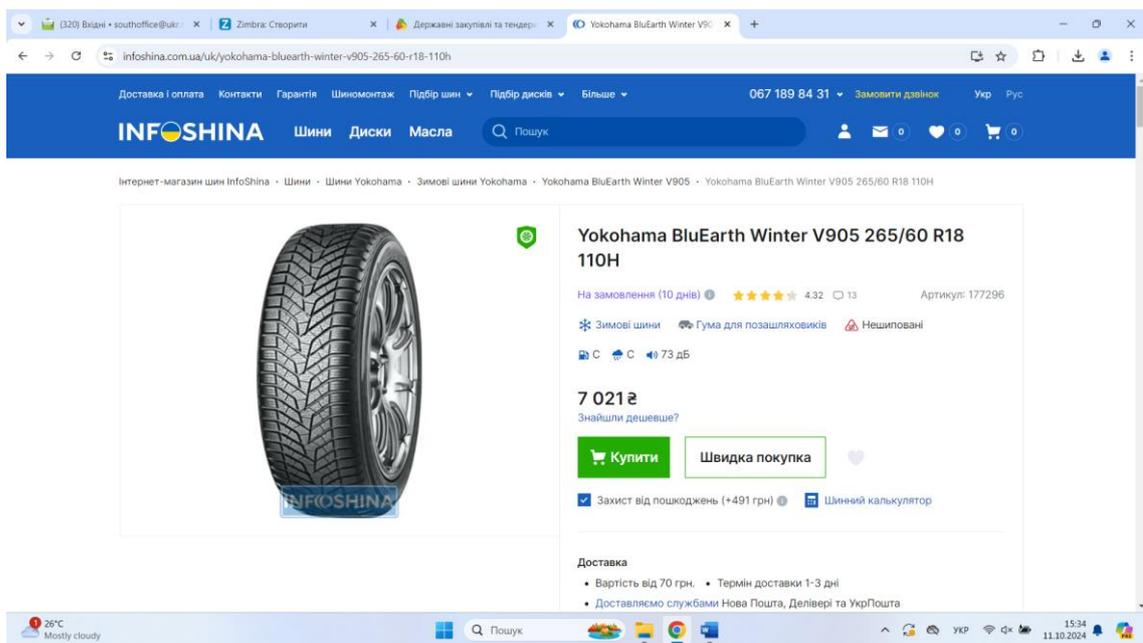 (320) Вхідні • southoffice@ukr.
Zimbra: Створити
Державні закупівлі та тендер
Yokohama BluEarth Winter V90
infoshina.com.ua/uk/yokohama-bluearth-winter-v905-265-60-r18-110h
Доставка і оплата Контакти Гарантія Шиномонтаж Підбір шин Підбір дисків Більше 067 189 84 31 Замовити дзвінок Укр Рус
INFOSHINA Шини Диски Масла Пошук 0 0 0
Інтернет-магазин шин InfoShina • Шини • Шини Yokohama • Зимові шини Yokohama • Yokohama BluEarth Winter V905 • Yokohama BluEarth Winter V905 265/60 R18 110H
Yokohama BluEarth Winter V905 265/60 R18
110H
На замовлення (10 днів) 4.32 13 Артикул: 177296
Зимові шини Гума для позашляховиків Нешиповані
C C 73 дБ
7 021 ₴
Знайшли дешевше?
Купити Швидка покупка
INFOSHINA
Захист від пошкоджень (+491 грн) Шинний калькулятор
Доставка
• Вартість від 70 грн. • Термін доставки 1-3 дні
• Доставляємо службами Нова Пошта, Делівері та УкрПошта
1 26°C
Mostly cloudy
Пошук
УКР
15:34
11.10.2024